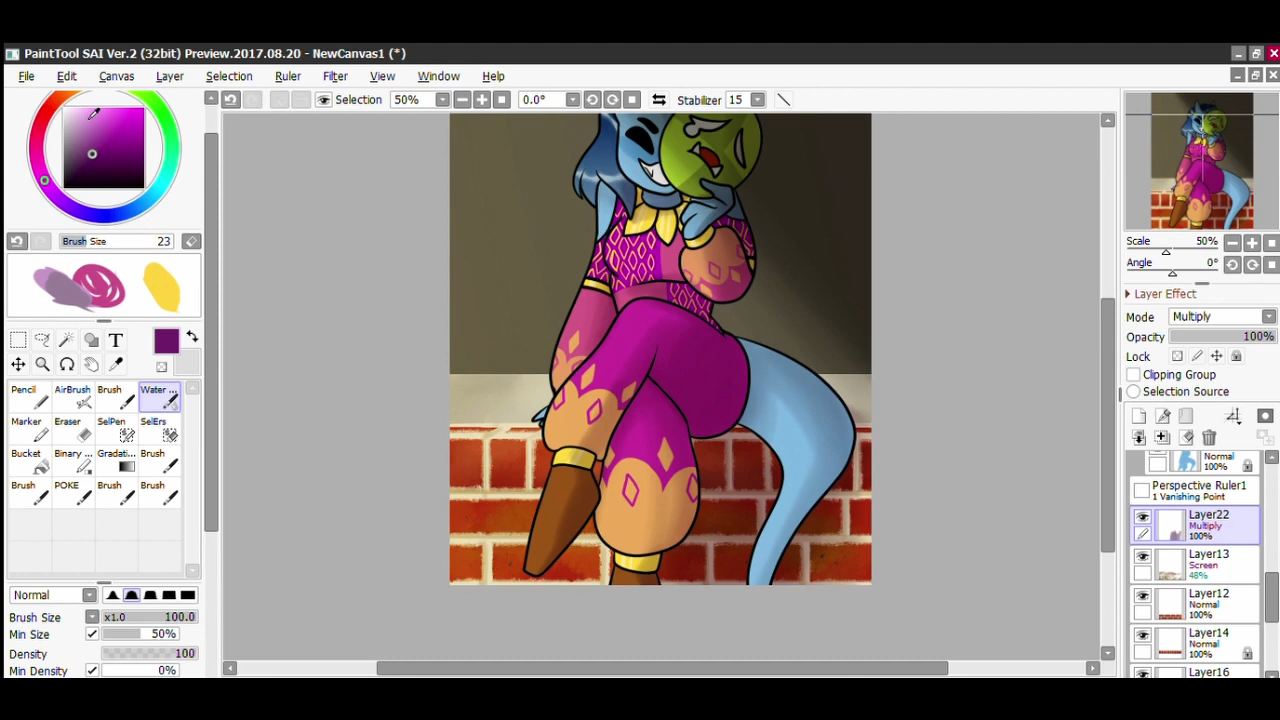 PaintTool SAI Ver.2 (32bit) Preview.2017.08.20 - NewCanvas1 (*)
File Edit Canvas Layer Selection Ruler Filter View Window Help
Selection 50% 0.0° Stabilizer 15
Brush Size 23
T
Pencil AirBrush Brush Water ...
Marker Eraser SelPen SelErs
Bucket Binary ... Gradati... Brush
Brush POKE Brush Brush
Normal
Brush Size x1.0 100.0
Min Size 50%
Density 100
Min Density 0%
Scale 50%
Angle 0°
Layer Effect
Mode Multiply
Opacity 100%
Lock
Clipping Group
Selection Source
Normal
100%
Perspective Ruler1
1 Vanishing Point
Layer22
Multiply
100%
Layer13
Screen
48%
Layer12
Normal
100%
Layer14
Normal
100%
Layer16